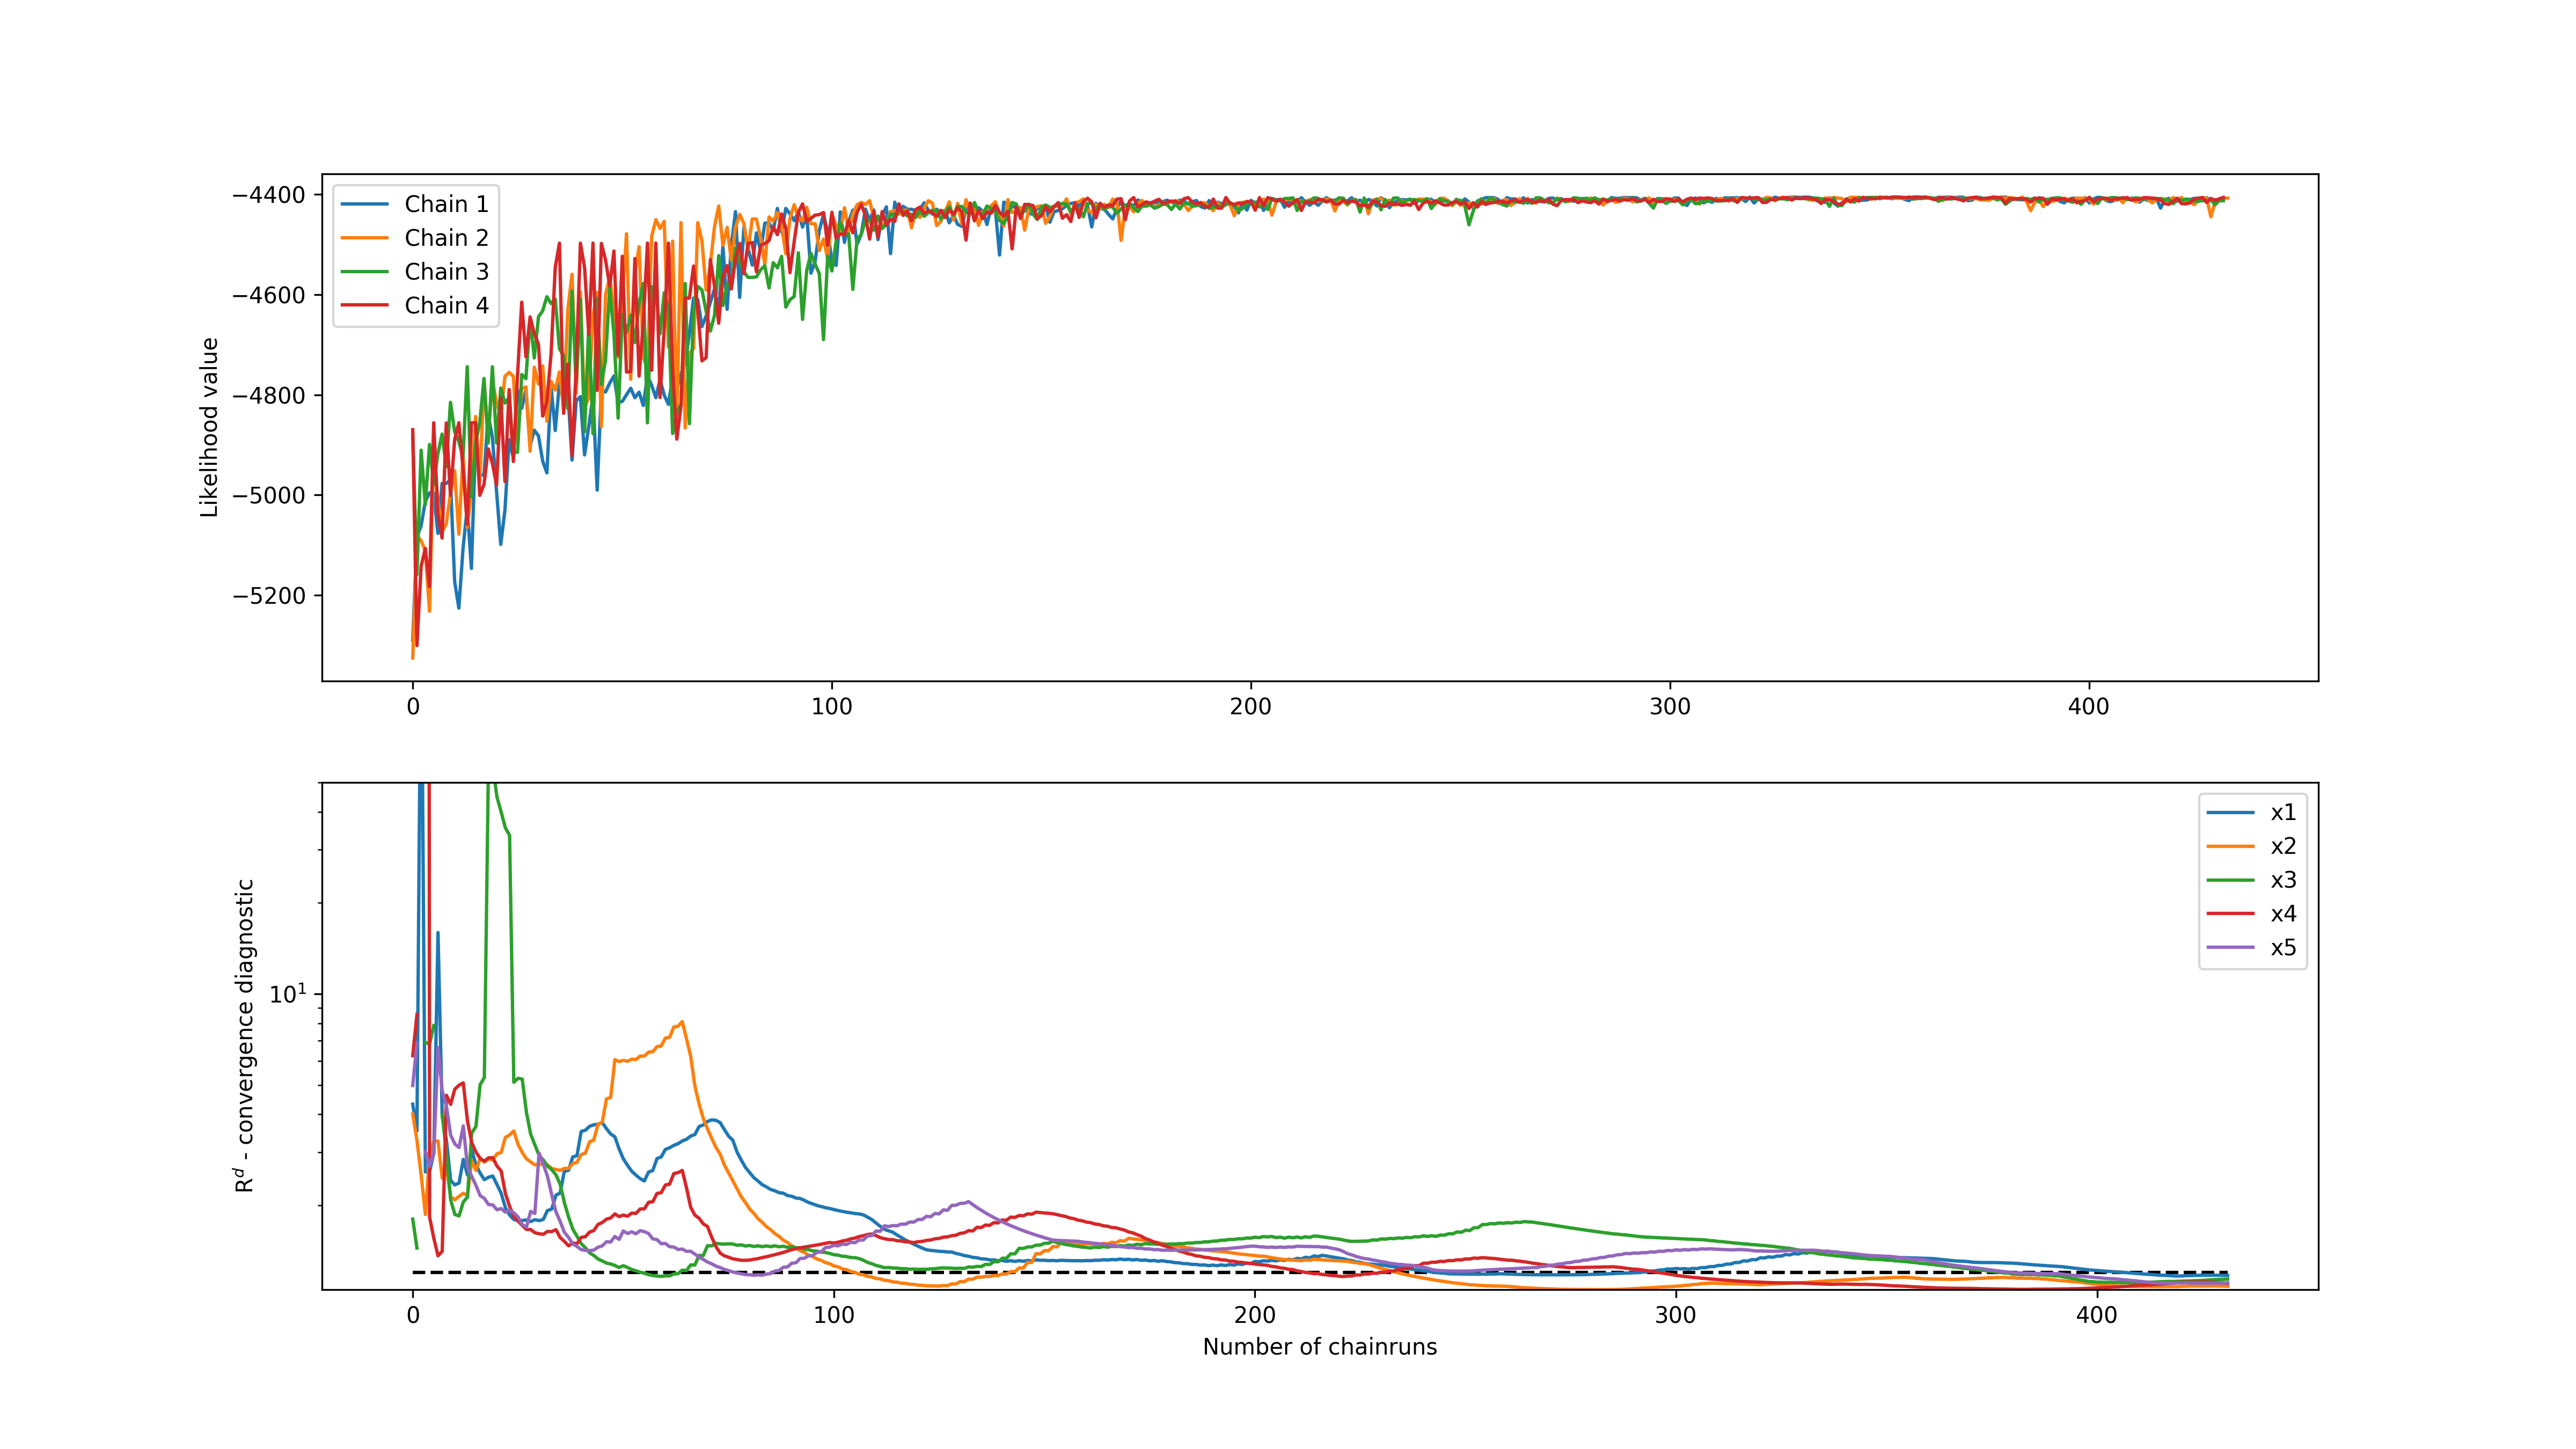 Chain 1
Chain 2
Chain 3
Chain 4
Likelihood value
−4400
−4600
−4800
−5000
−5200
0 100 200 300 400
x1
x2
x3
x4
x5
R^d - convergence diagnostic
10^1
0 100 200 300 400
Number of chainruns